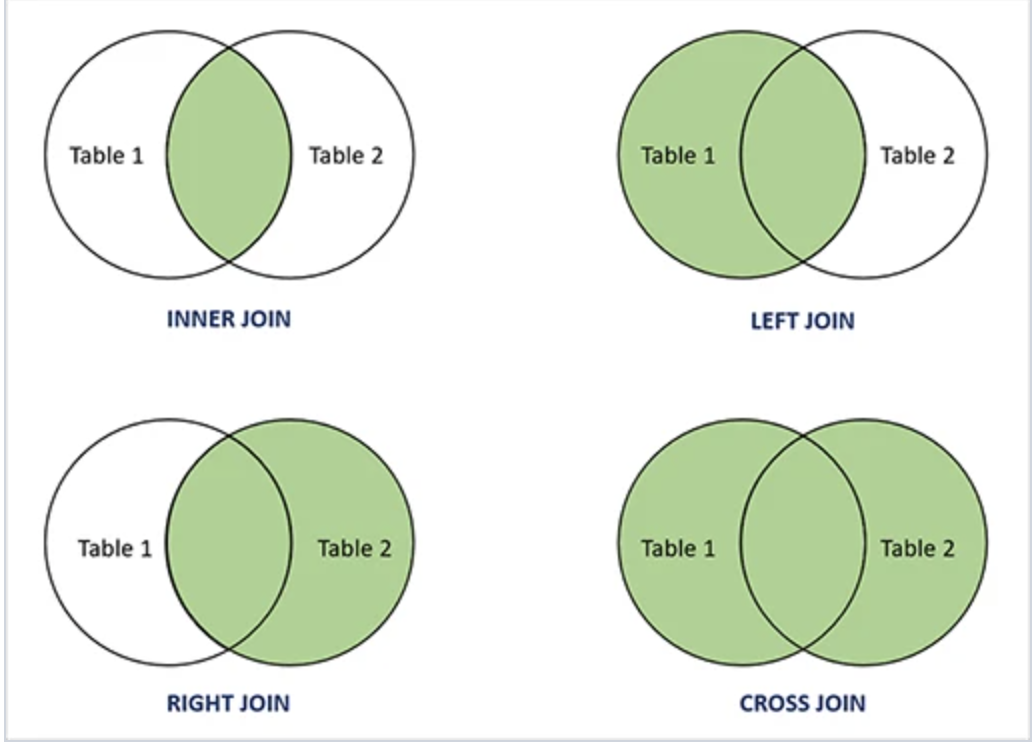 Table 1
Table 2
INNER JOIN
Table 1
Table 2
LEFT JOIN
Table 1
Table 2
RIGHT JOIN
Table 1
Table 2
CROSS JOIN